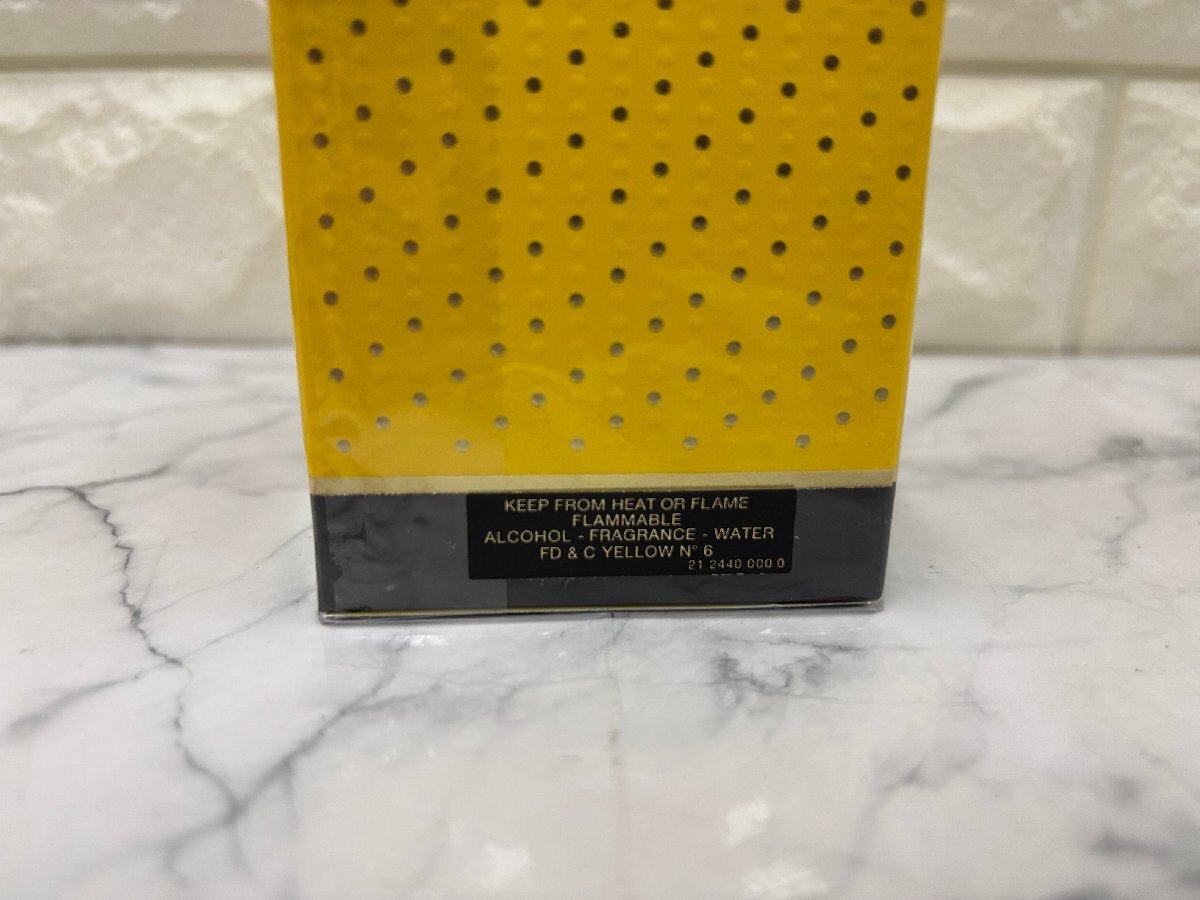 KEEP FROM HEAT OR FLAME
FLAMMABLE
ALCOHOL - FRAGRANCE - WATER
FD & C YELLOW N° 6
21 2440 000 0